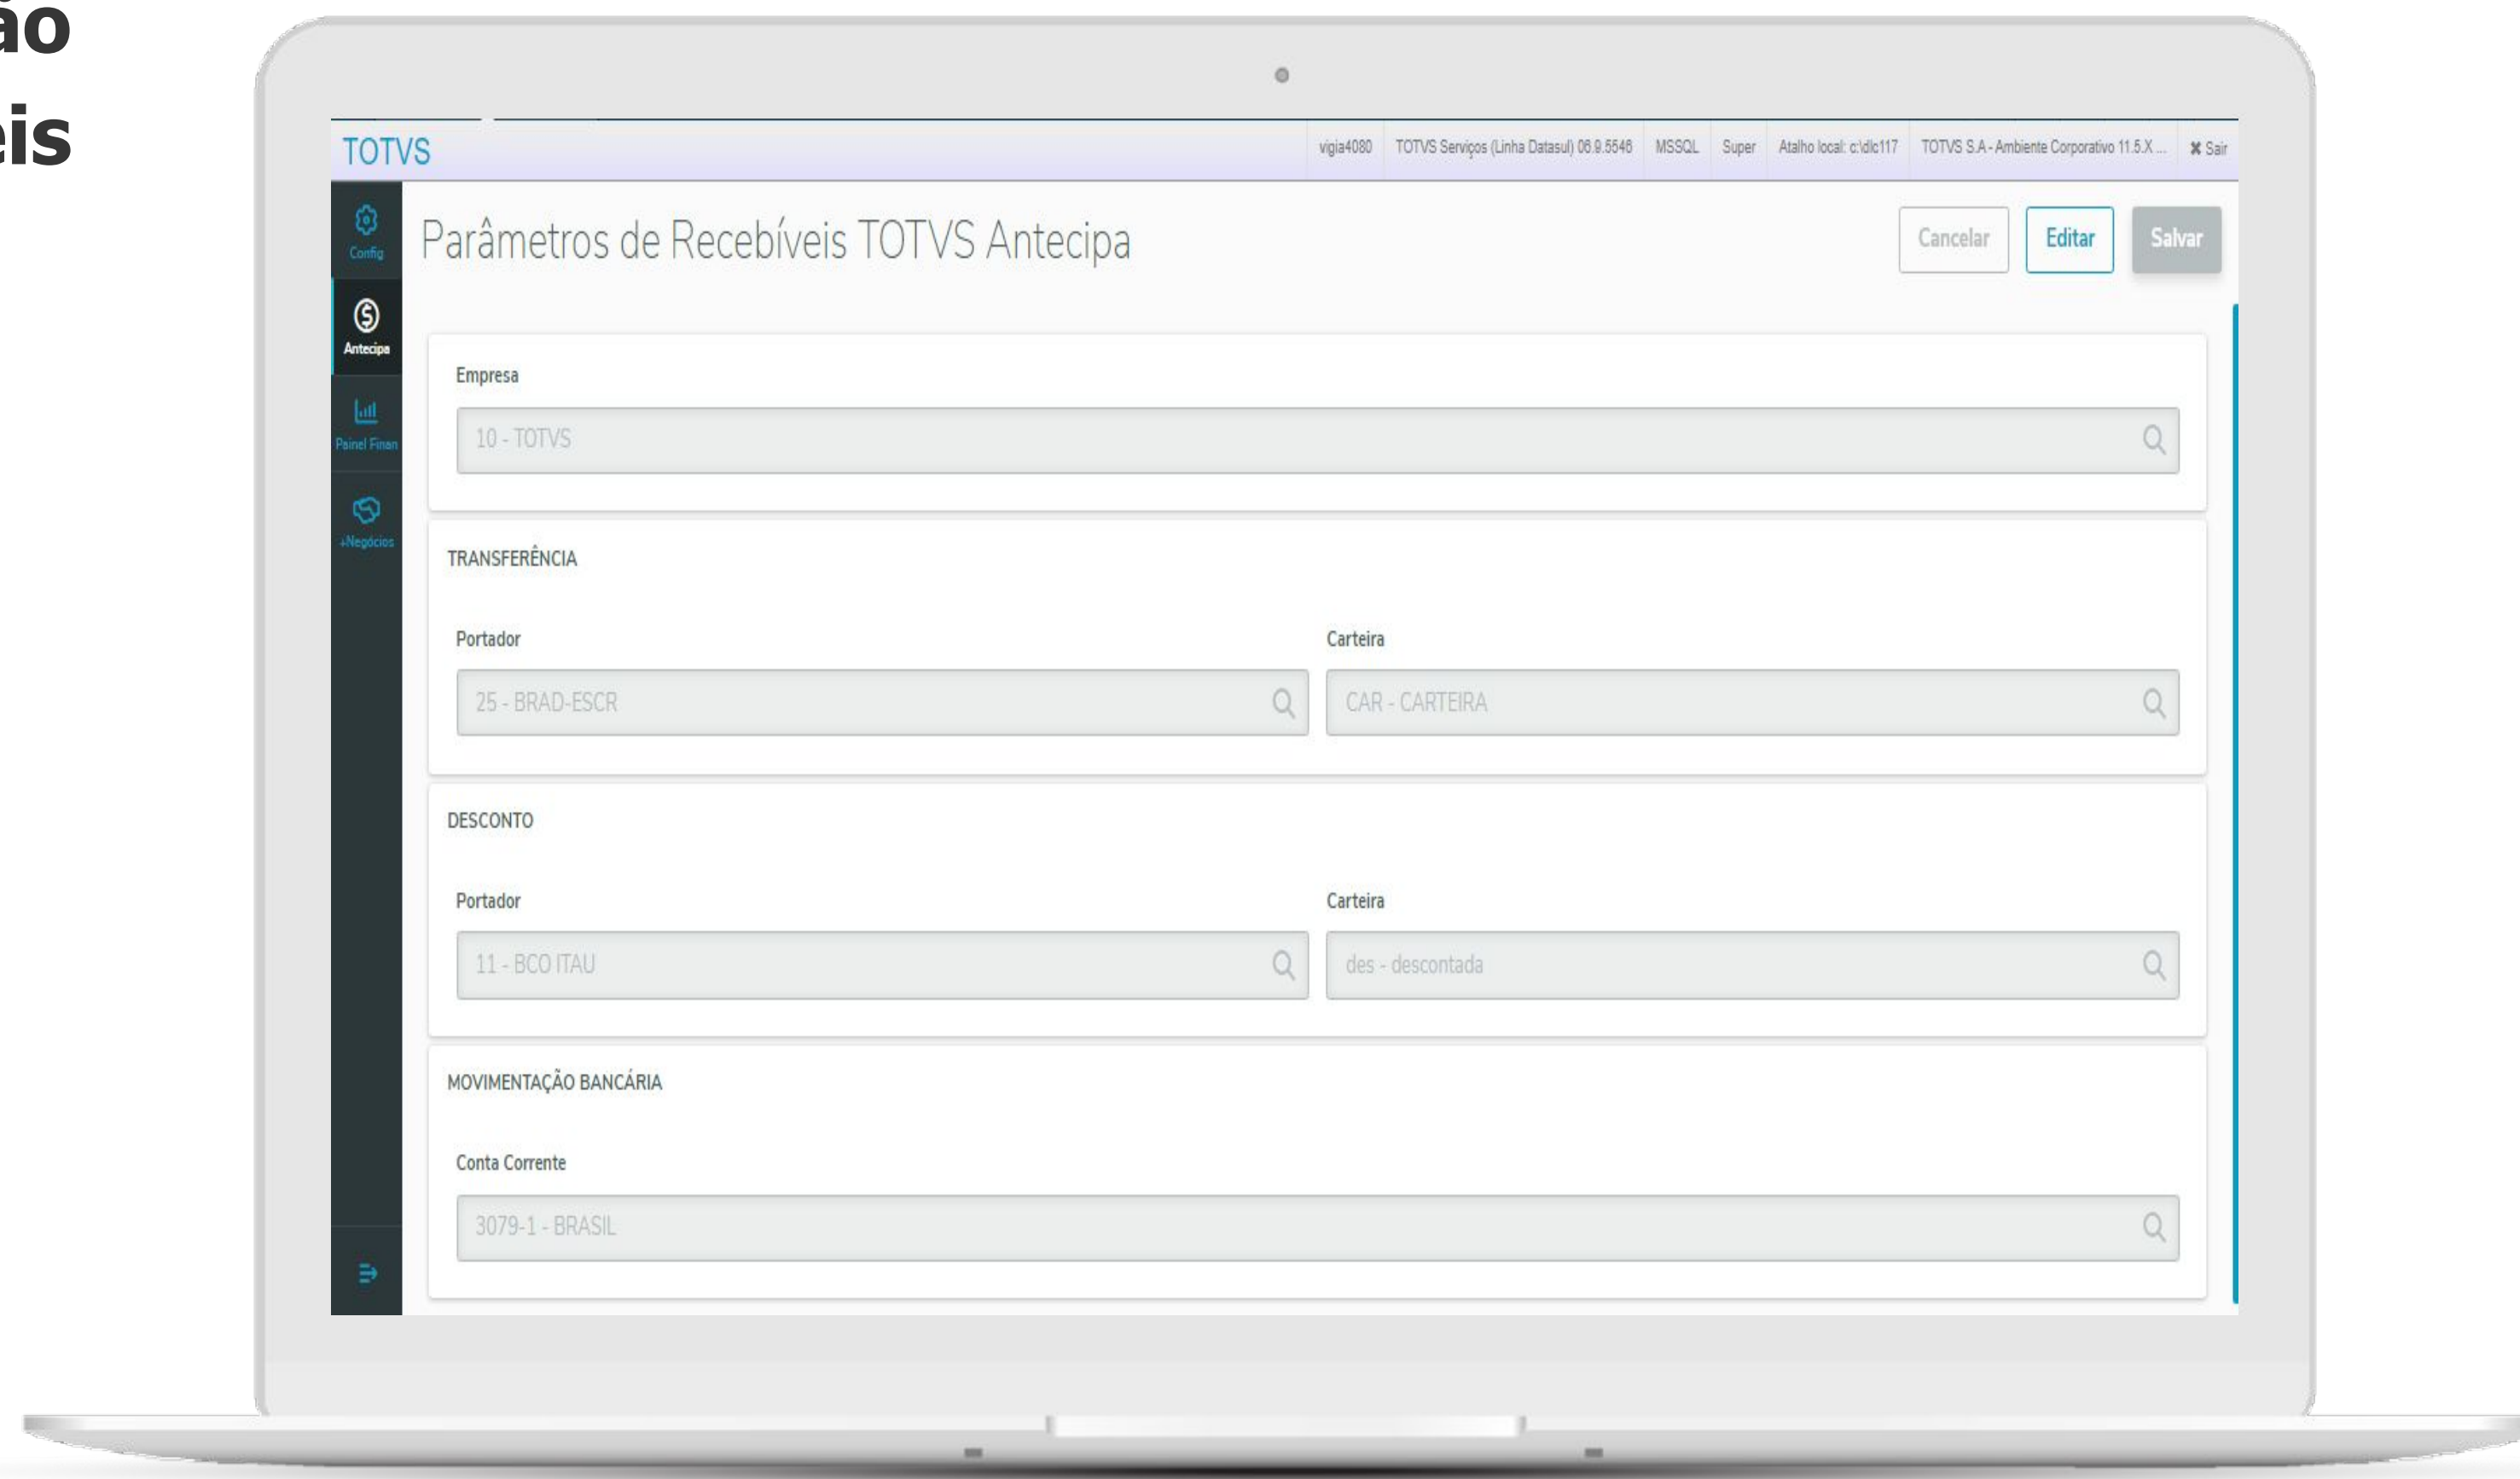 ão
eis
TOTVS
vigia4080 TOTVS Serviços (Linha Datasul) 06.9.5546 MSSQL Super Atalho local: c:\dlc117 TOTVS S.A - Ambiente Corporativo 11.5.X ... ✖ Sair
Config
Antecipa
Painel Finan
+Negócios
Parâmetros de Recebíveis TOTVS Antecipa
Cancelar Editar Salvar
Empresa
10 - TOTVS
TRANSFERÊNCIA
Portador Carteira
25 - BRAD-ESCR CAR - CARTEIRA
DESCONTO
Portador Carteira
11 - BCO ITAU des - descontada
MOVIMENTAÇÃO BANCÁRIA
Conta Corrente
3079-1 - BRASIL